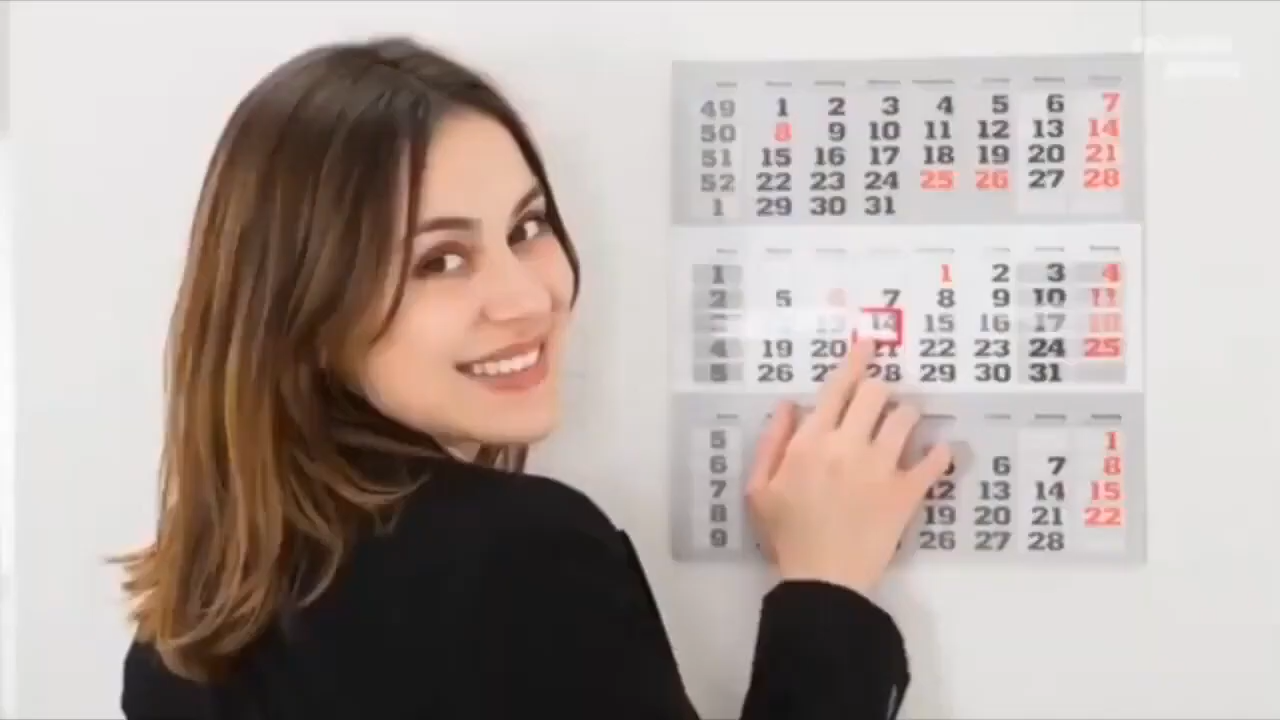 49 1 2 3 4 5 6 7
50 8 9 10 11 12 13 14
51 15 16 17 18 19 20 21
52 22 23 24 25 26 27 28
1 29 30 31
1 1 2 3 4
2 5 7 8 9 10 11
14 15 16 17 18
4 19 20 21 22 23 24 25
5 26 28 29 30 31
5 1
6 6 7 8
7 12 13 14 15
8 19 20 21 22
9 26 27 28